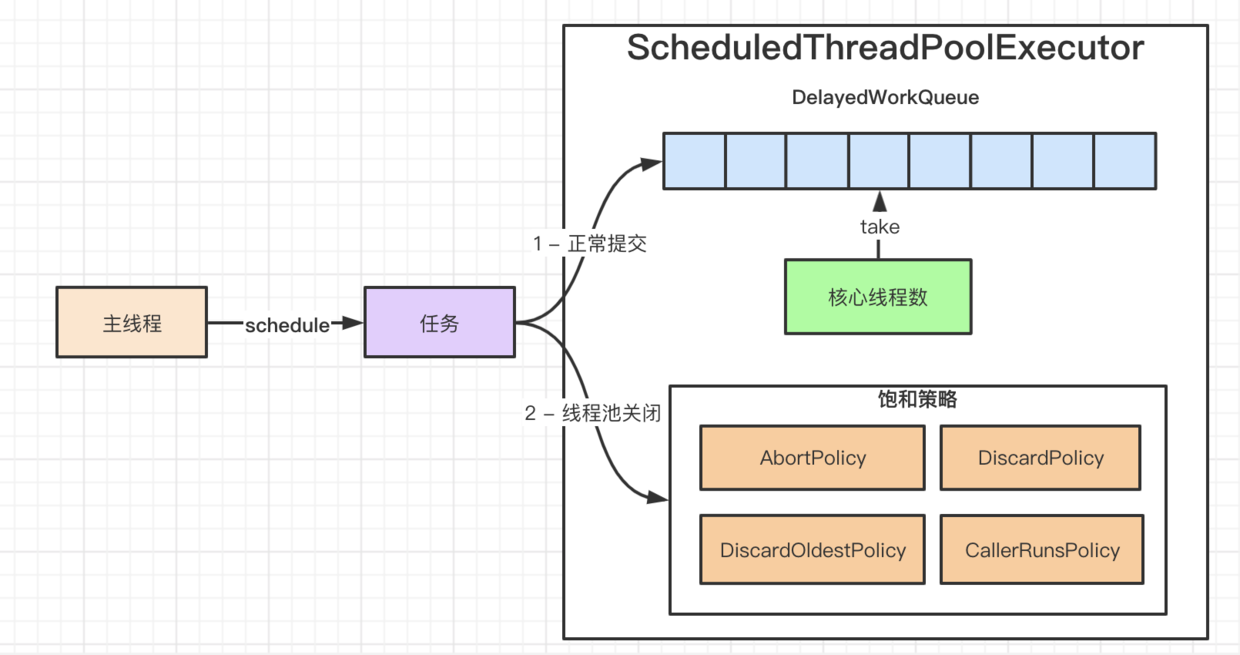 ScheduledThreadPoolExecutor
DelayedWorkQueue
1 – 正常提交
take
核心线程数
主线程
schedule
任务
2 – 线程池关闭
饱和策略
AbortPolicy
DiscardPolicy
DiscardOldestPolicy
CallerRunsPolicy